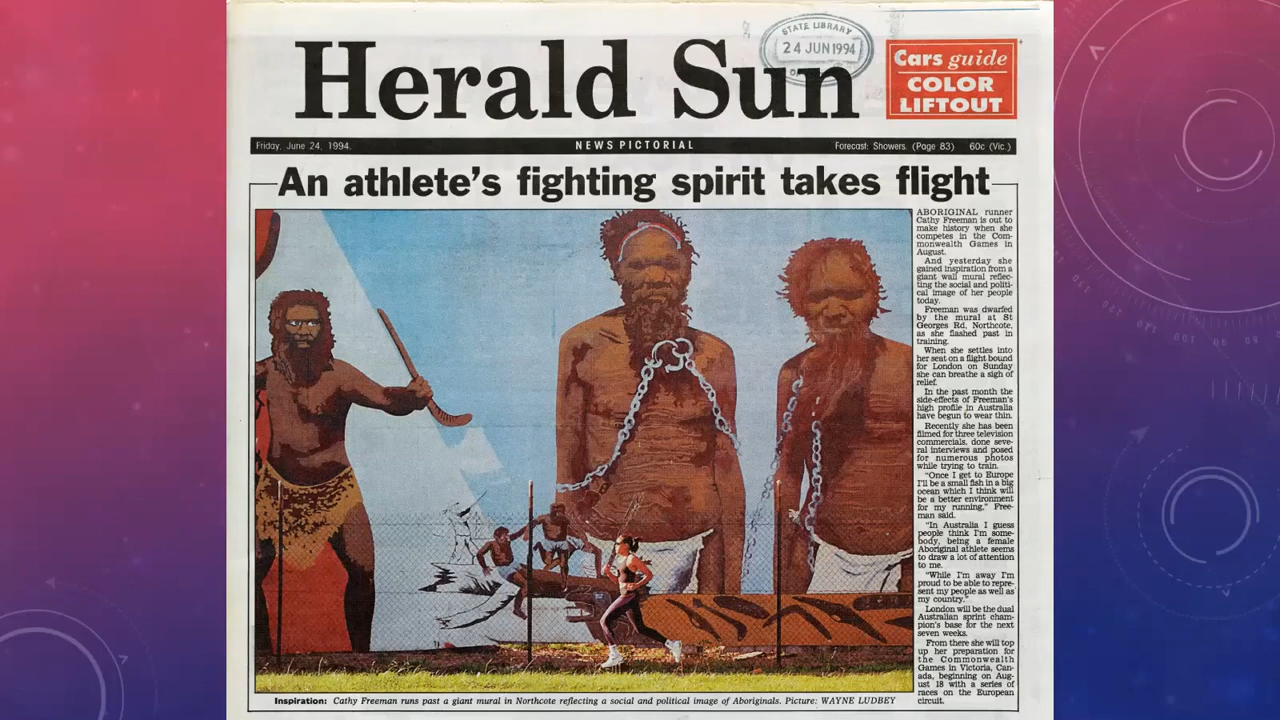 STATE LIBRARY
24 JUN 1994
Herald Sun
Cars guide
COLOR
LIFTOUT
Friday, June 24, 1994.
NEWS PICTORIAL
Forecast: Showers. (Page 83) 60c (Vic.)
An athlete's fighting spirit takes flight
ABORIGINAL runner
Cathy Freeman is out to
make history when she
competes in the Com-
monwealth Games in
August.
And yesterday she
gained inspiration from a
giant wall mural reflec-
ting the social and politi-
cal image of her people
today.
Freeman was dwarfed
by the mural at St
Georges Rd, Northcote,
as she flashed past in
training.
When she settles into
her seat on a flight bound
for London on Sunday
she can breathe a sigh of
relief.
In the past month the
side-effects of Freeman's
high profile in Australia
have begun to wear thin.
Recently she has been
filmed for three television
commercials, done seve-
ral interviews and posed
for numerous photos
while trying to train.
"Once I get to Europe
I'll be a small fish in a big
ocean which I think will
be a better environment
for my running," Free-
man said.
"In Australia I guess
people think I'm some-
body, being a female
Aboriginal athlete seems
to draw a lot of attention
to me.
"While I'm away I'm
proud to be able to repre-
sent my people as well as
my country."
London will be the dual
Australian sprint cham-
pion's base for the next
seven weeks.
From there she will top
up her preparation for
the Commonwealth
Games in Victoria, Can-
ada, beginning on Aug-
ust 18 with a series of
races on the European
circuit.
Inspiration: Cathy Freeman runs past a giant mural in Northcote reflecting a social and political image of Aboriginals. Picture: WAYNE LUDBEY